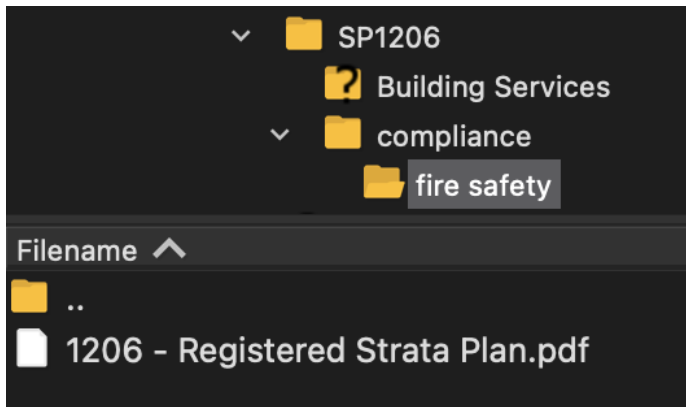 SP1206
Building Services
compliance
fire safety
Filename
..
1206 - Registered Strata Plan.pdf